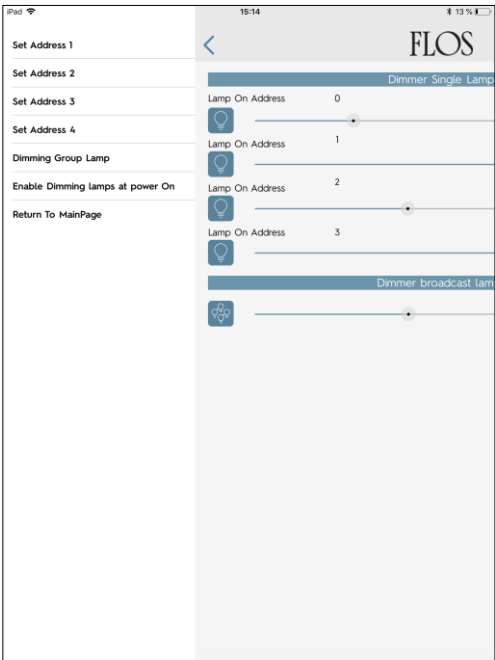 iPad 15:14 13 %
Set Address 1
Set Address 2
Set Address 3
Set Address 4
Dimming Group Lamp
Enable Dimming lamps at power On
Return To MainPage
FLOS
Dimmer Single Lamp
Lamp On Address 0
Lamp On Address 1
Lamp On Address 2
Lamp On Address 3
Dimmer broadcast lam